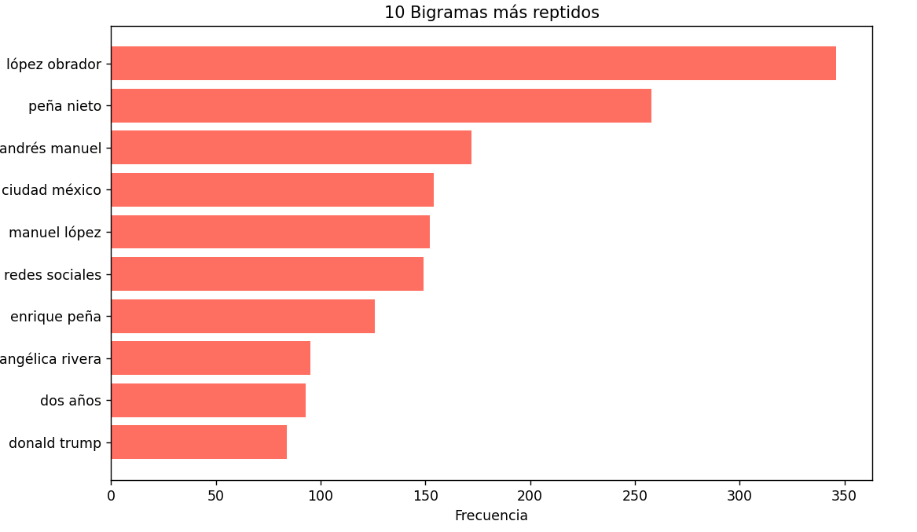 10 Bigramas más reptidos
lópez obrador
peña nieto
andrés manuel
ciudad méxico
manuel lópez
redes sociales
enrique peña
angélica rivera
dos años
donald trump
0 50 100 150 200 250 300 350
Frecuencia